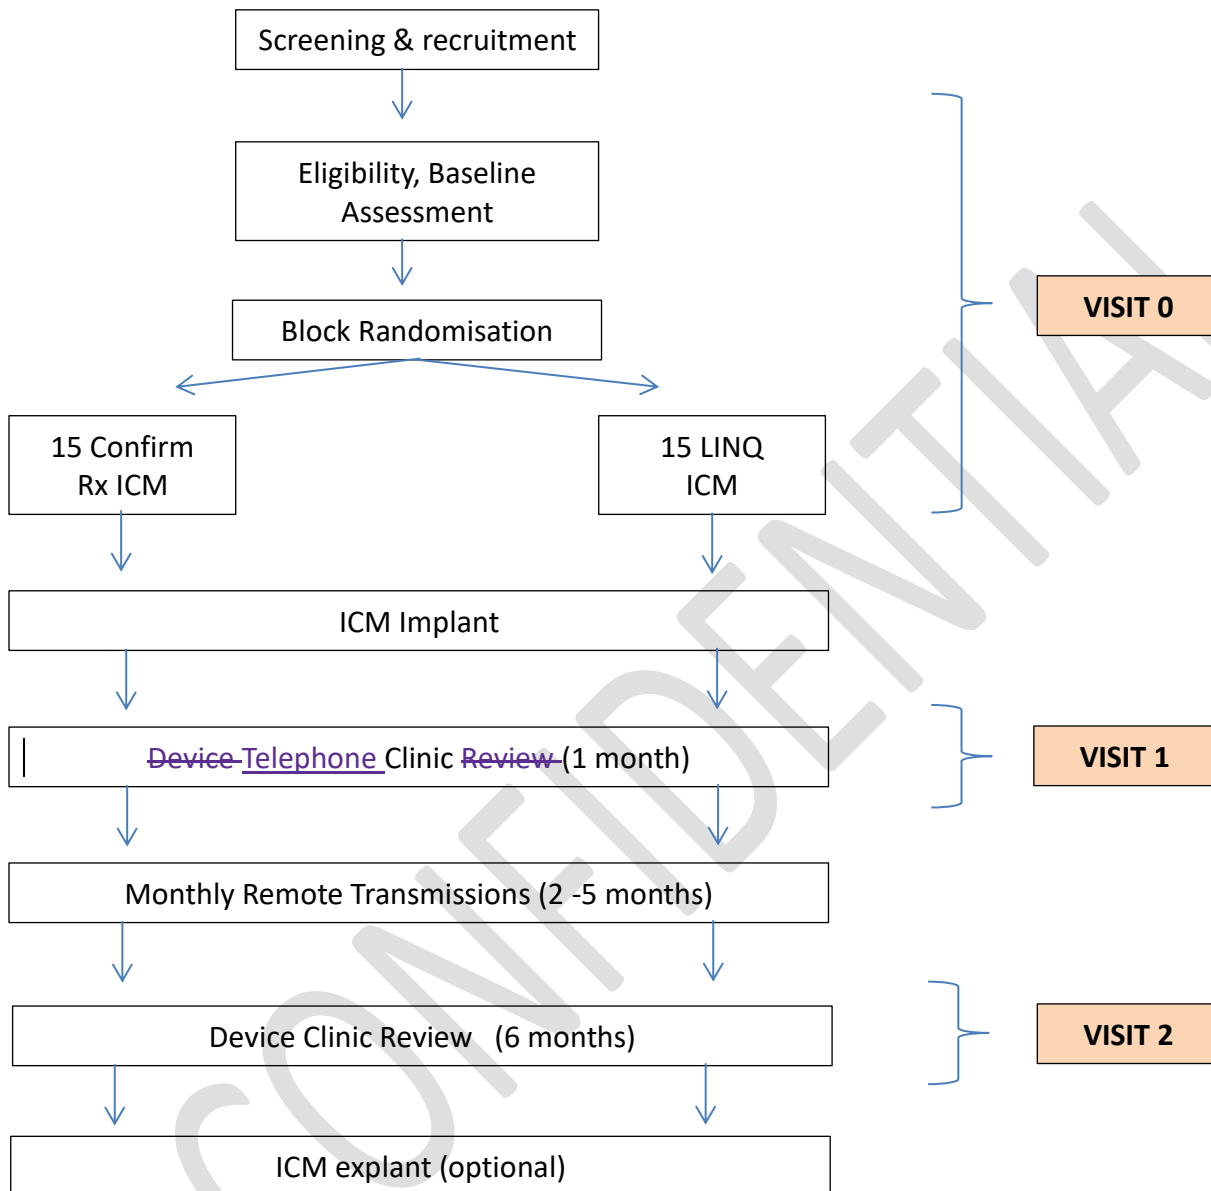 Screening & recruitment
Eligibility, Baseline
Assessment
Block Randomisation
VISIT 0
15 Confirm
Rx ICM
15 LINQ
ICM
ICM Implant
Device Telephone Clinic Review (1 month)
VISIT 1
Monthly Remote Transmissions (2 -5 months)
Device Clinic Review (6 months)
VISIT 2
ICM explant (optional)
CONFIDENTIAL